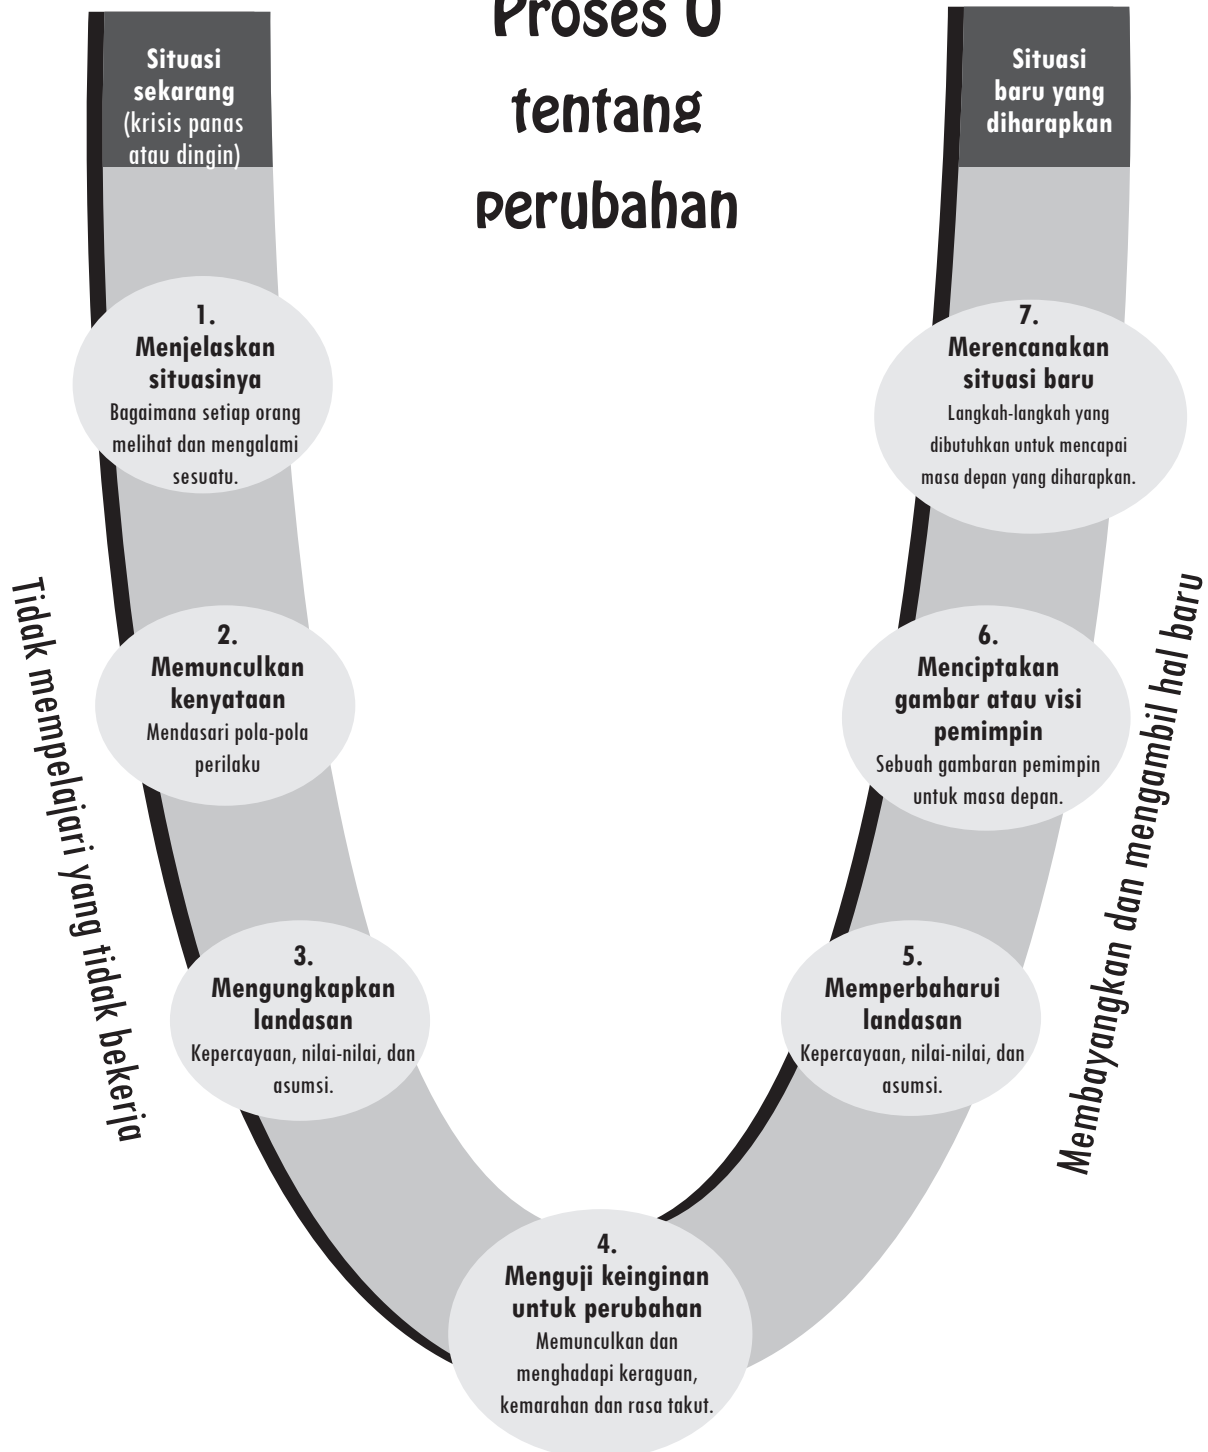 Proses U
tentang
perubahan
Situasi
sekarang
(krisis panas
atau dingin)
1.
Menjelaskan
situasinya
Bagaimana setiap orang
melihat dan mengalami
sesuatu.
2.
Memunculkan
kenyataan
Mendasari pola-pola
perilaku
3.
Mengungkapkan
landasan
Kepercayaan, nilai-nilai, dan
asumsi.
4.
Menguji keinginan
untuk perubahan
Memunculkan dan
menghadapi keraguan,
kemarahan dan rasa takut.
5.
Memperbaharui
landasan
Kepercayaan, nilai-nilai, dan
asumsi.
6.
Menciptakan
gambar atau visi
pemimpin
Sebuah gambaran pemimpin
untuk masa depan.
7.
Merencanakan
situasi baru
Langkah-langkah yang
dibutuhkan untuk mencapai
masa depan yang diharapkan.
Situasi
baru yang
diharapkan
Tidak mempelajari yang tidak bekerja
Membayangkan dan mengambil hal baru